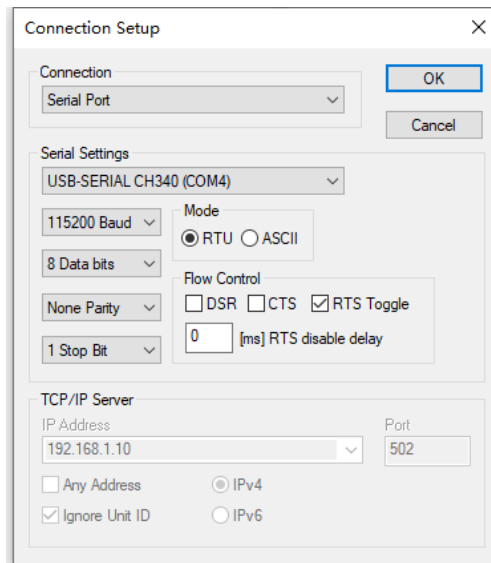 Connection Setup
Connection
OK
Serial Port
Cancel
Serial Settings
USB-SERIAL CH340 (COM4)
115200 Baud
Mode
RTU ASCII
8 Data bits
Flow Control
None Parity
DSR CTS RTS Toggle
1 Stop Bit
0 [ms] RTS disable delay
TCP/IP Server
IP Address Port
192.168.1.10 502
Any Address IPv4
Ignore Unit ID IPv6